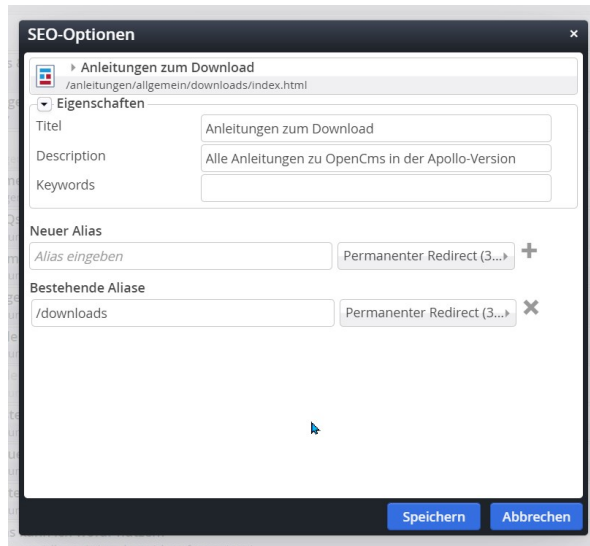 SEO-Optionen
Anleitungen zum Download
/anleitungen/allgemein/downloads/index.html
Eigenschaften
Titel Anleitungen zum Download
Description Alle Anleitungen zu OpenCms in der Apollo-Version
Keywords
Neuer Alias
Alias eingeben Permanenter Redirect (3...
Bestehende Aliase
/downloads Permanenter Redirect (3...
Speichern Abbrechen